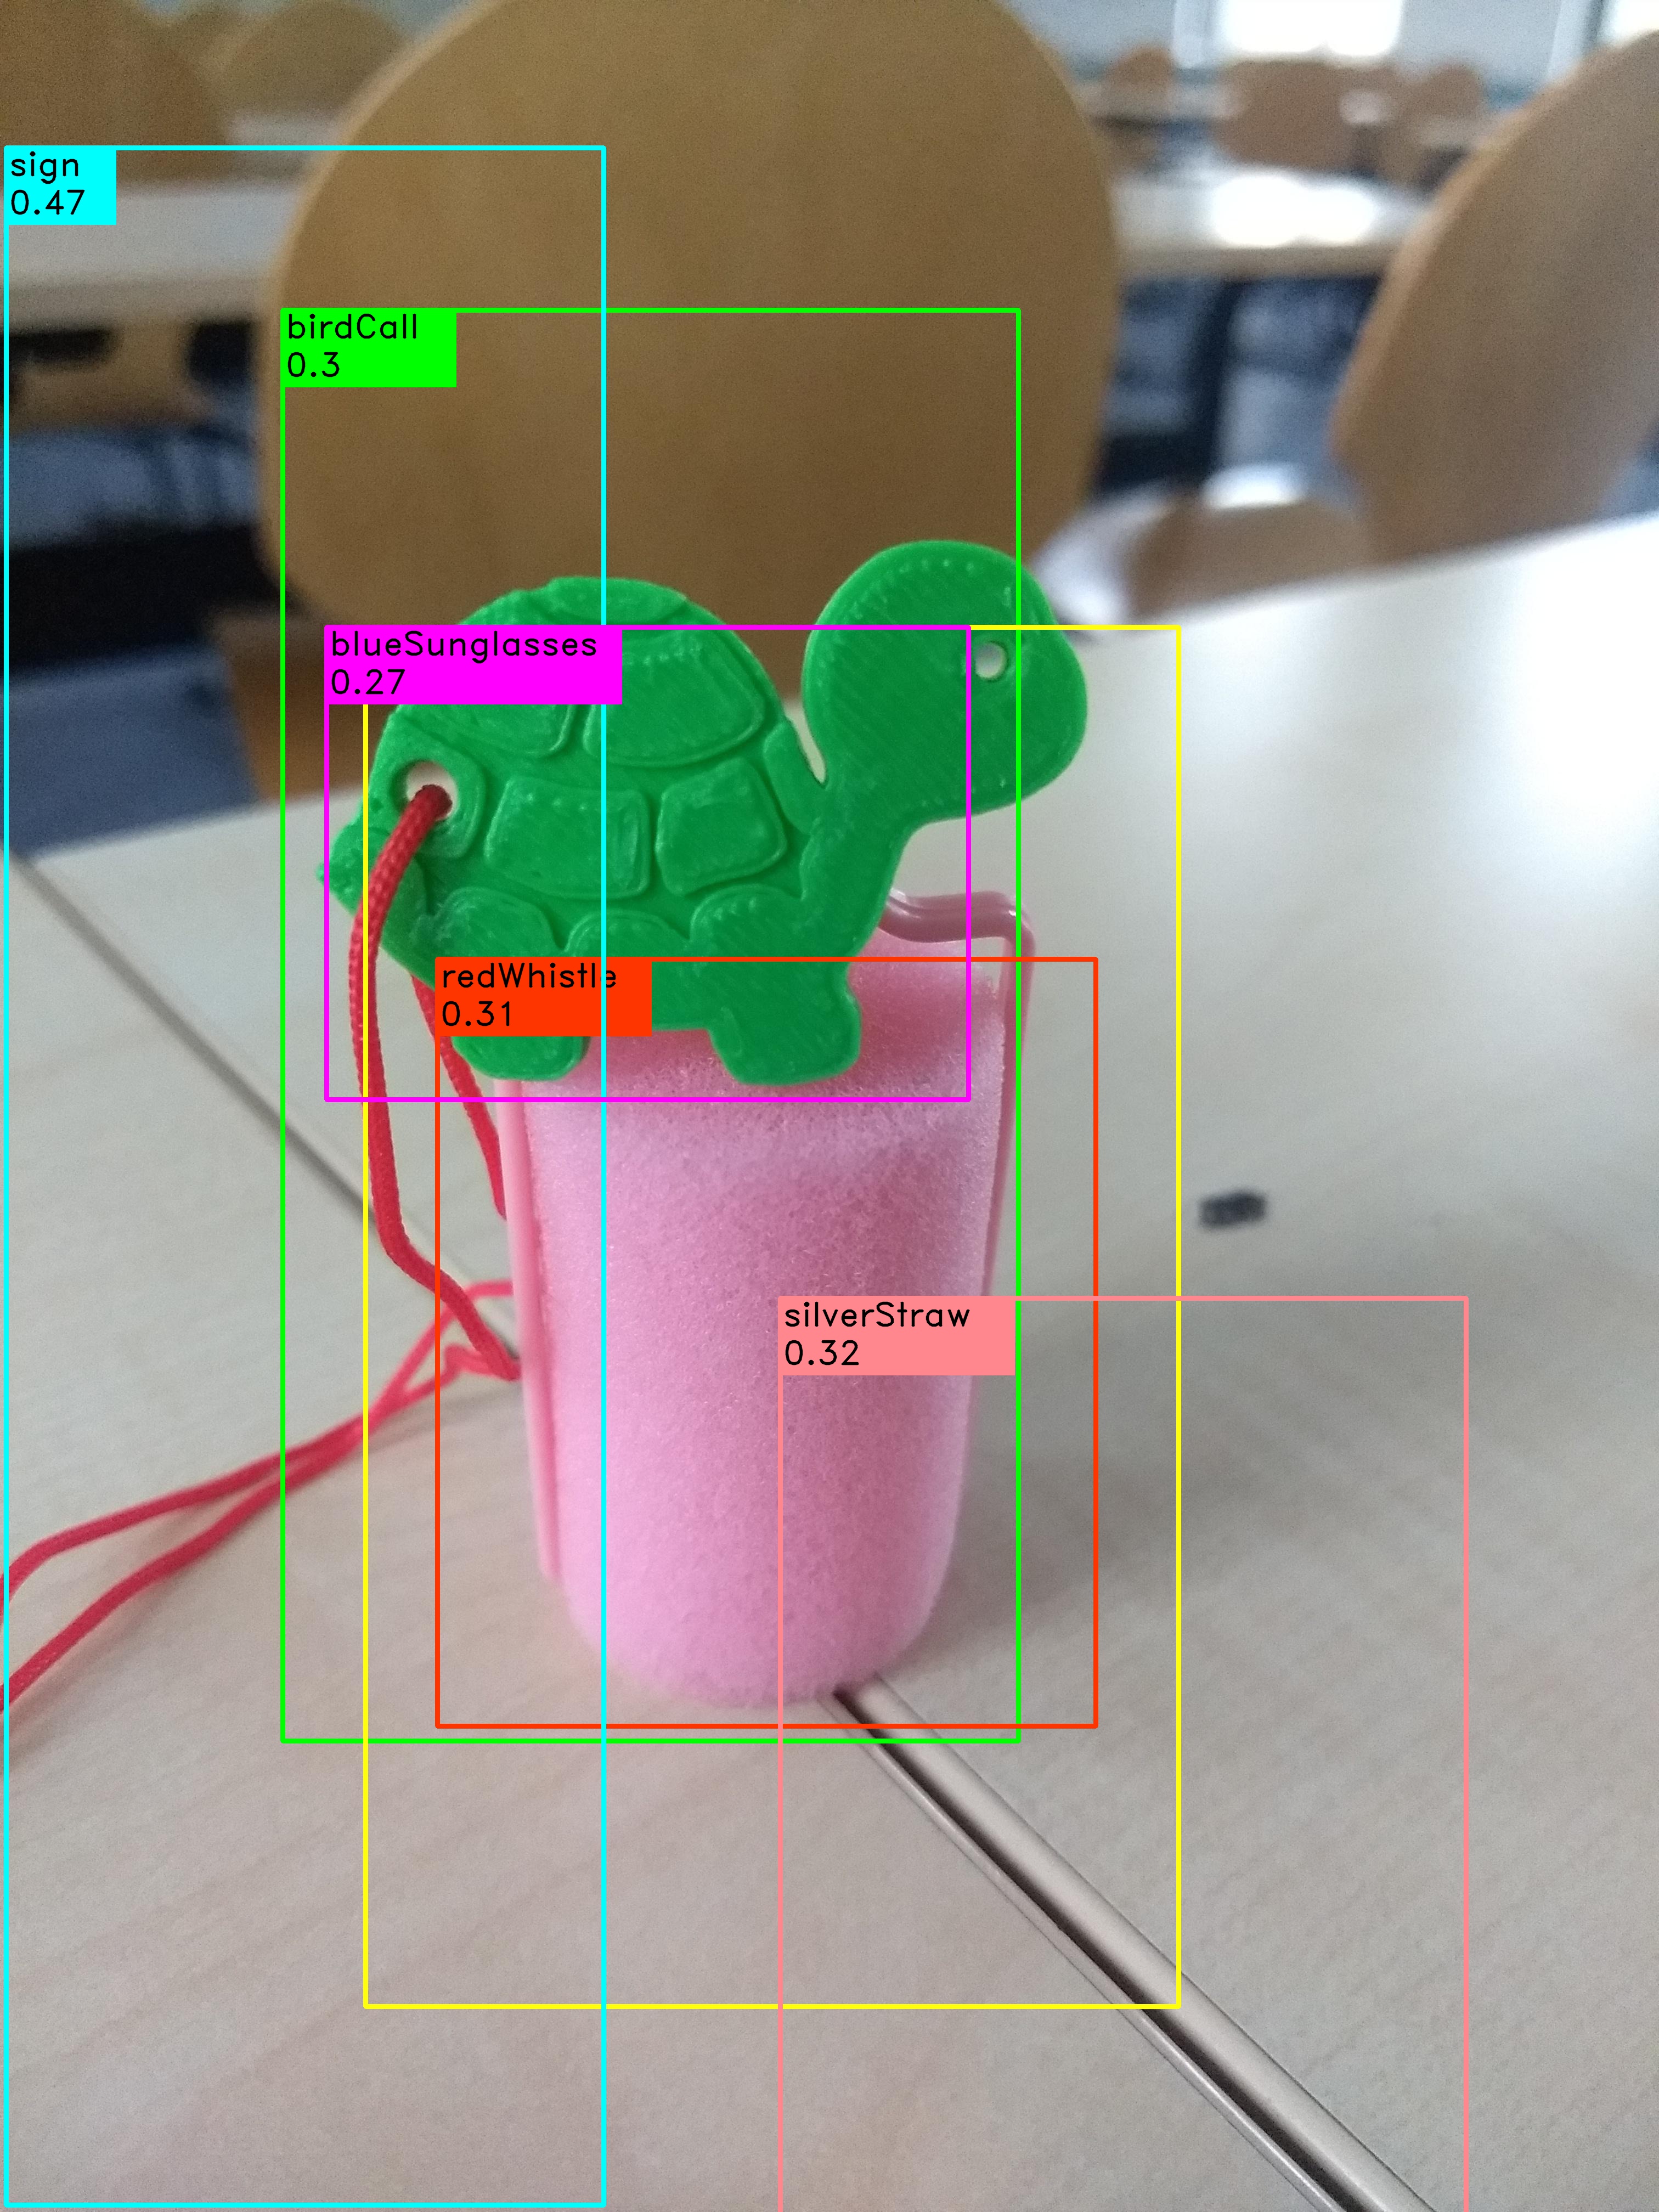 sign
0.47
birdCall
0.3
blueSunglasses
0.27
redWhistle
0.31
silverStraw
0.32